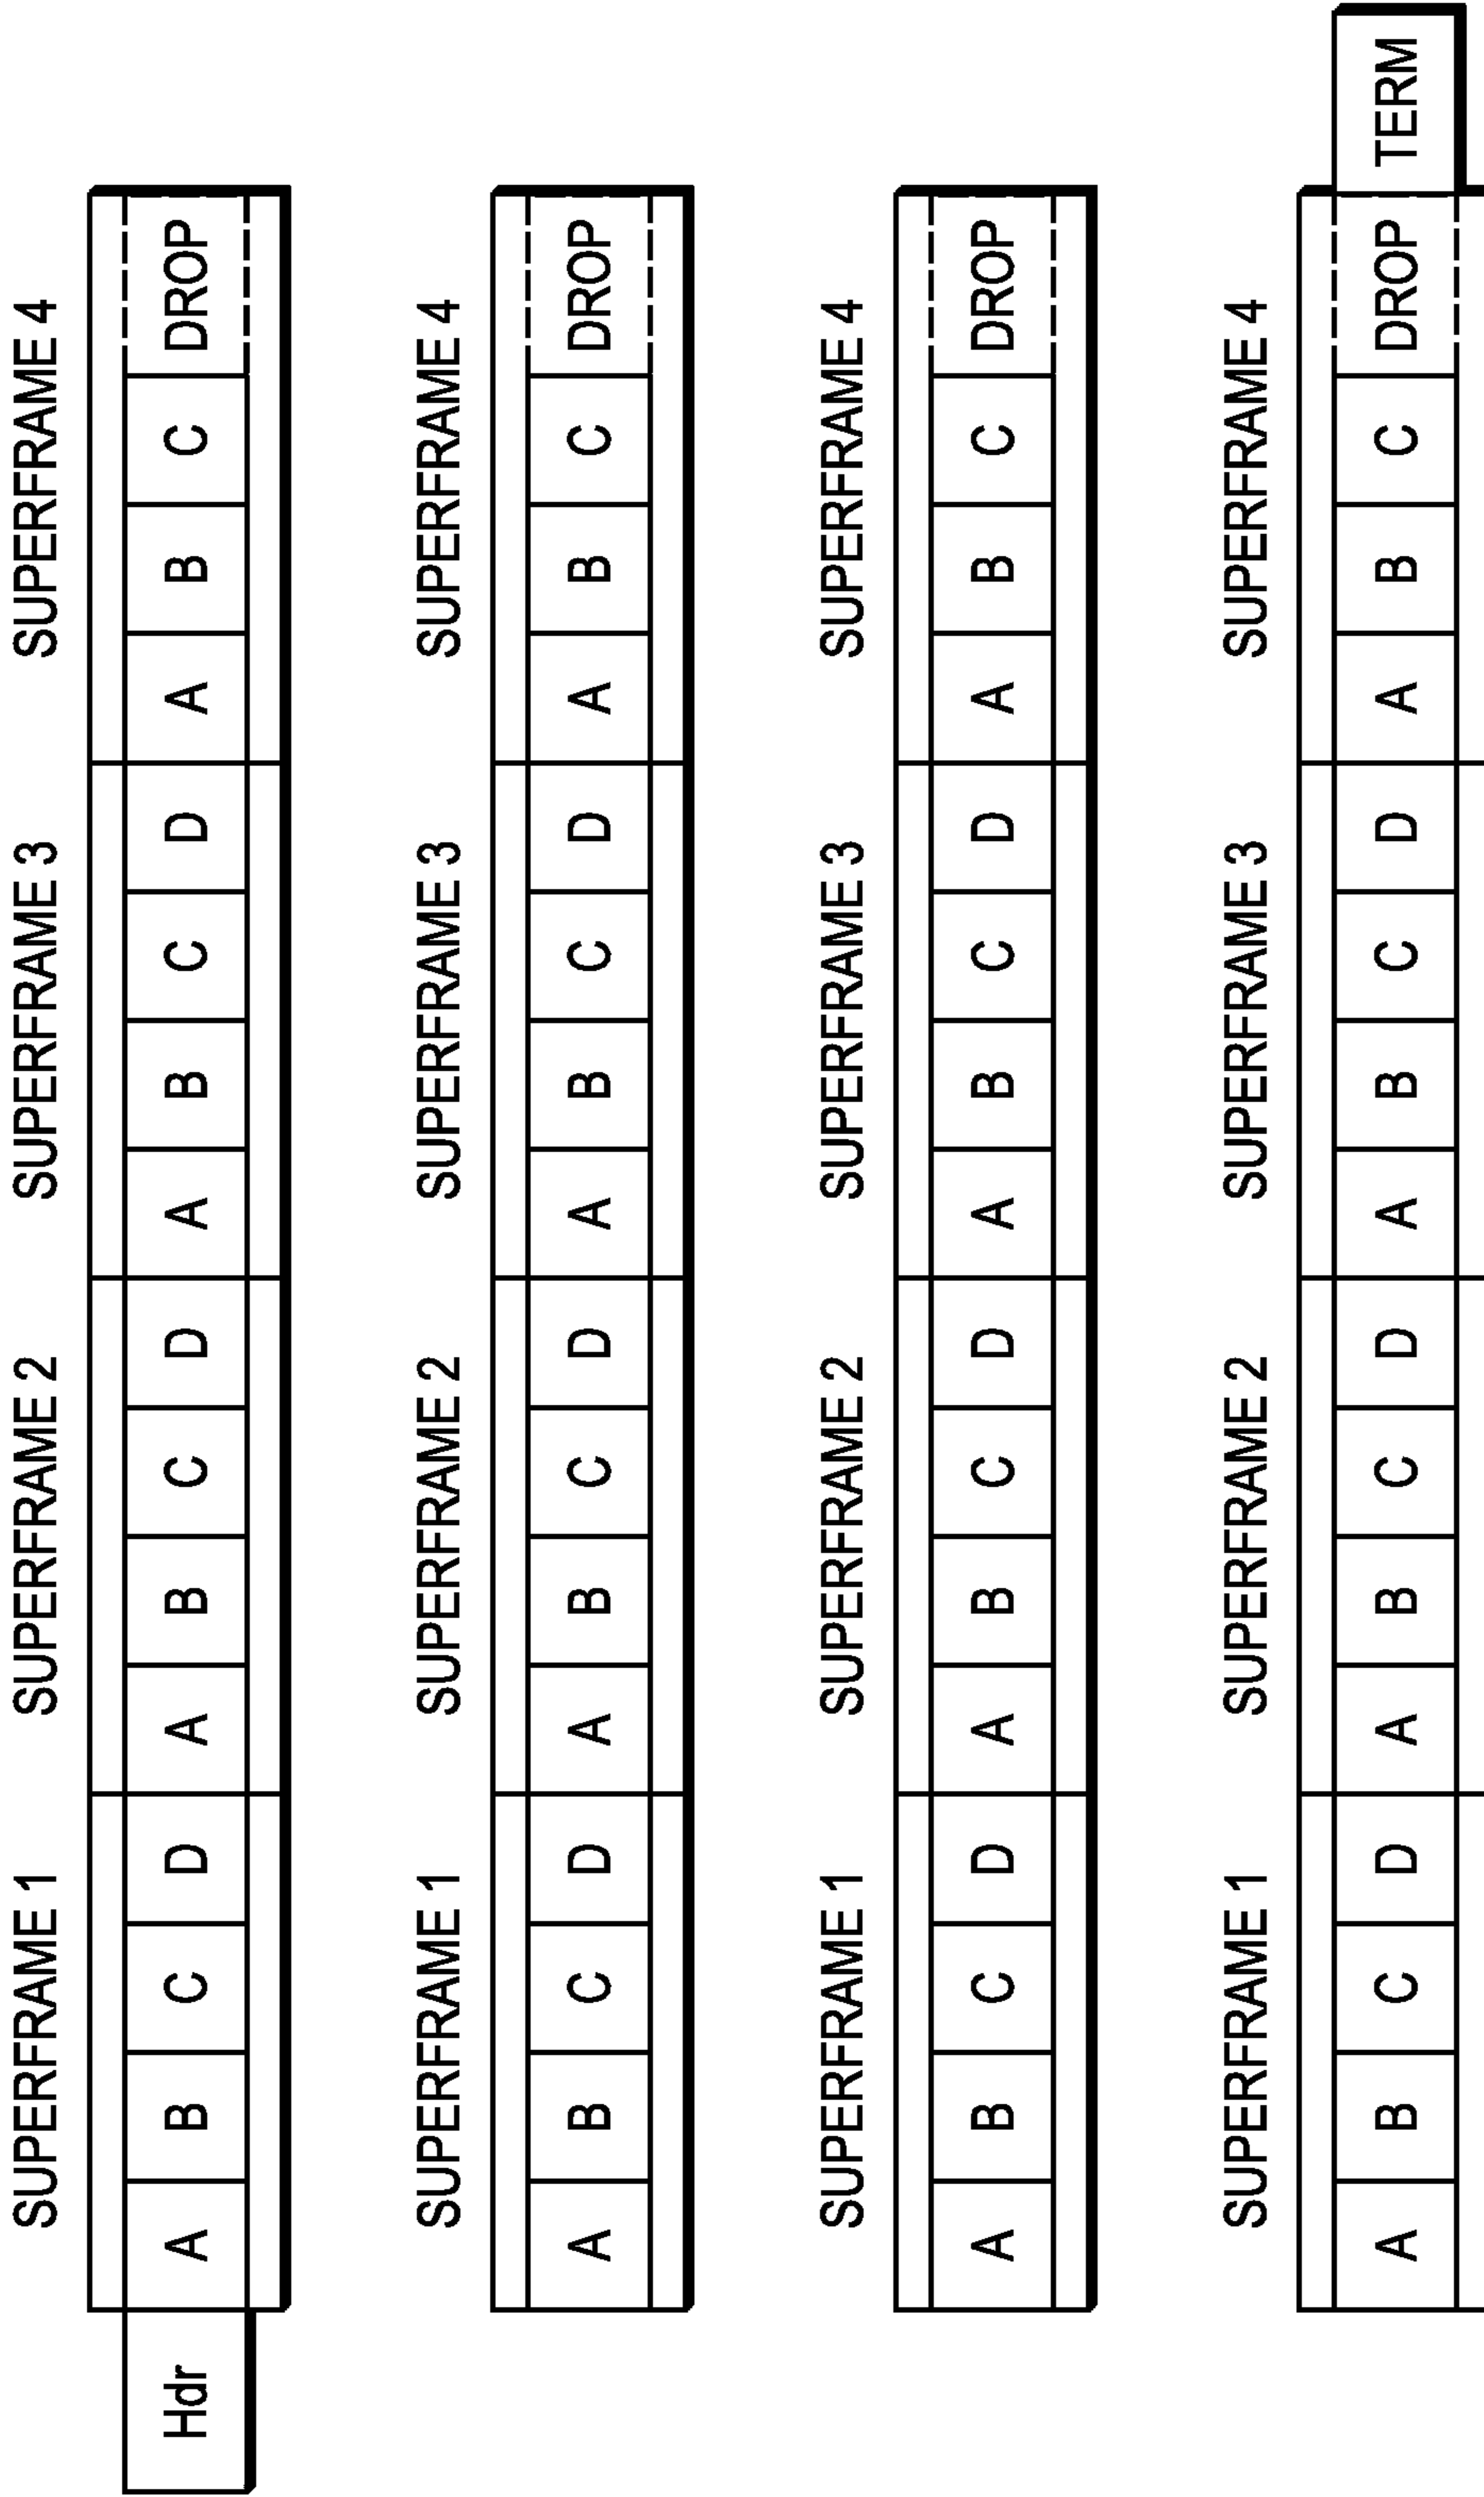 SUPERFRAME 1 SUPERFRAME 2 SUPERFRAME 3 SUPERFRAME 4
Hdr A B C D A B C D A B C D A B C DROP
SUPERFRAME 1 SUPERFRAME 2 SUPERFRAME 3 SUPERFRAME 4
A B C D A B C D A B C D A B C DROP
SUPERFRAME 1 SUPERFRAME 2 SUPERFRAME 3 SUPERFRAME 4
A B C D A B C D A B C D A B C DROP
SUPERFRAME 1 SUPERFRAME 2 SUPERFRAME 3 SUPERFRAME 4
A B C D A B C D A B C D A B C DROP TERM